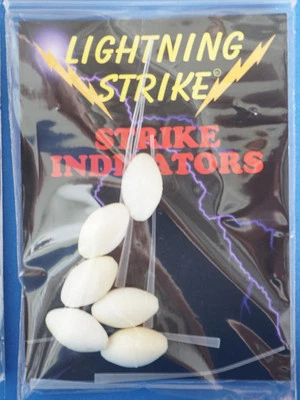 LIGHTNING
STRIKE©
STRIKE
INDICATORS